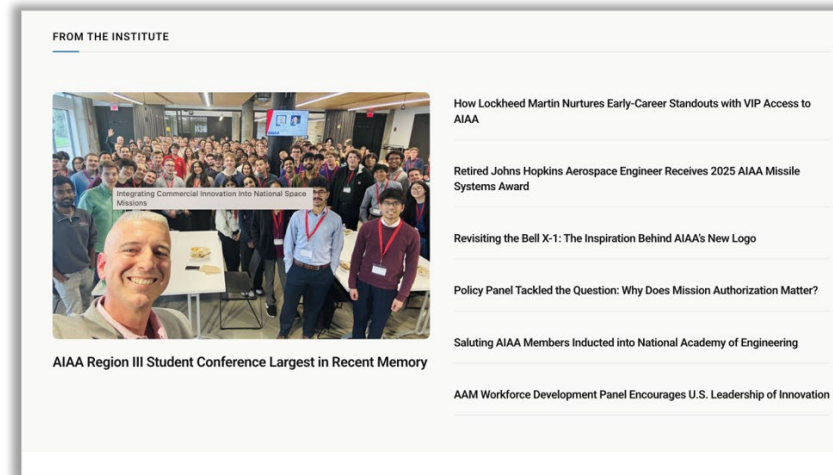 FROM THE INSTITUTE
Integrating Commercial Innovation Into National Space
Missions
AIAA Region III Student Conference Largest in Recent Memory
How Lockheed Martin Nurtures Early-Career Standouts with VIP Access to
AIAA
Retired Johns Hopkins Aerospace Engineer Receives 2025 AIAA Missile
Systems Award
Revisiting the Bell X-1: The Inspiration Behind AIAA's New Logo
Policy Panel Tackled the Question: Why Does Mission Authorization Matter?
Saluting AIAA Members Inducted into National Academy of Engineering
AAM Workforce Development Panel Encourages U.S. Leadership of Innovation